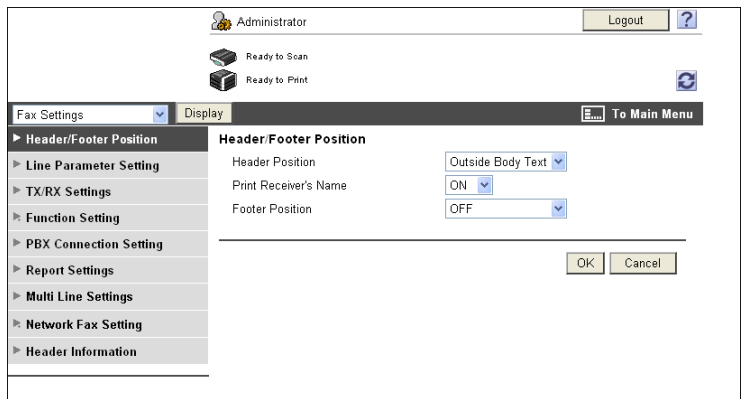 Administrator
Logout
?
Ready to Scan
Ready to Print
Fax Settings
Display
To Main Menu
Header/Footer Position
Line Parameter Setting
TX/RX Settings
Function Setting
PBX Connection Setting
Report Settings
Multi Line Settings
Network Fax Setting
Header Information
Header/Footer Position
Header Position Outside Body Text
Print Receiver's Name ON
Footer Position OFF
OK Cancel